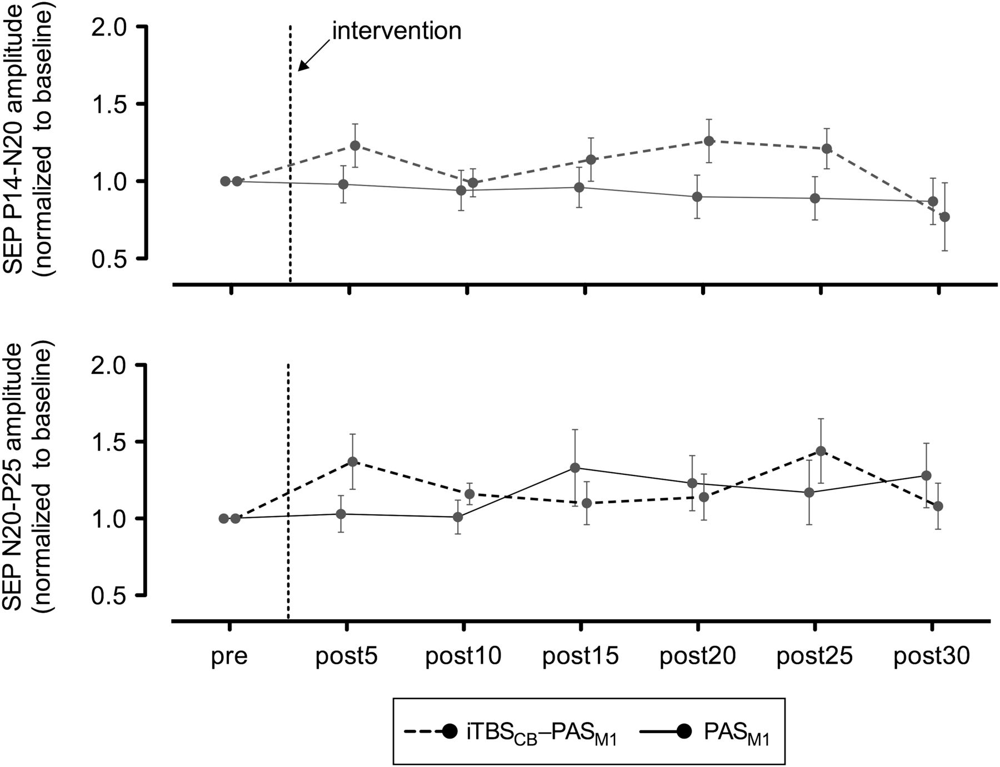 SEP P14-N20 amplitude
(normalized to baseline)
2.0
1.5
1.0
0.5
intervention
SEP N20-P25 amplitude
(normalized to baseline)
2.0
1.5
1.0
0.5
pre post5 post10 post15 post20 post25 post30
iTBSCB–PASM1 PASM1